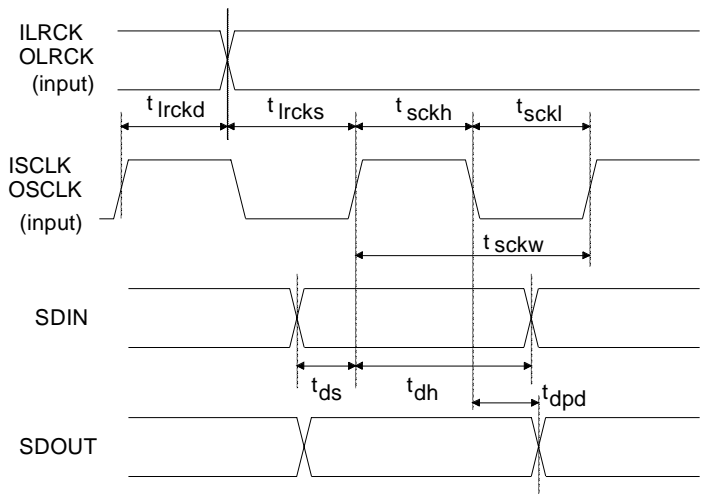 ILRCK
OLRCK
(input)
t lrckd
t lrcks
t sckh
t sckl
ISCLK
OSCLK
(input)
t sckw
SDIN
t ds
t dh
t dpd
SDOUT